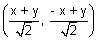 (x + y/√2, -x + y/√2)